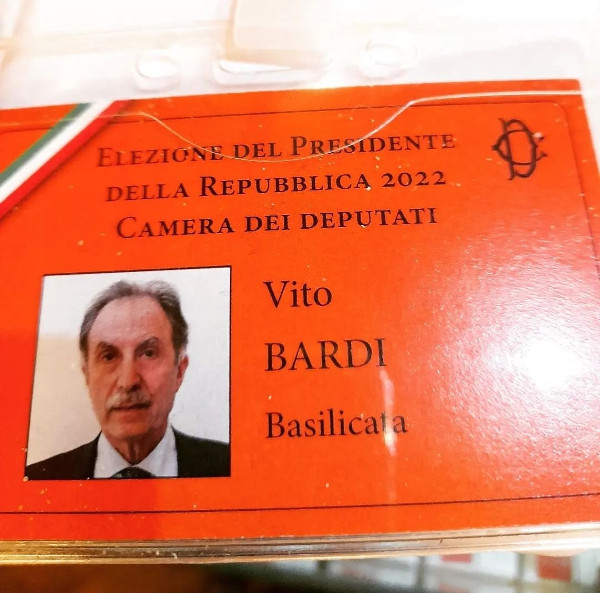 ELEZIONE DEL PRESIDENTE
DELLA REPUBBLICA 2022
CAMERA DEI DEPUTATI
Vito
BARDI
Basilicata